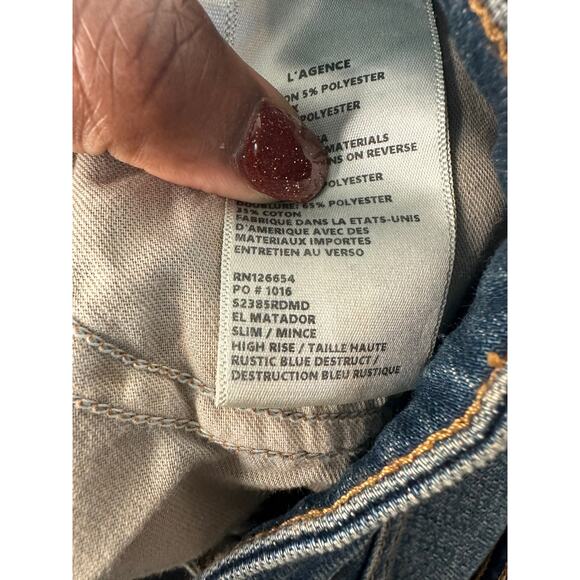 L'AGENCE
5% POLYESTER
POLYESTER
MATERIALS
ON REVERSE
POLYESTER
DOUBLURE: 65% POLYESTER
35% COTON
FABRIQUE DANS LA ETATS-UNIS
D'AMERIQUE AVEC DES
MATERIAUX IMPORTES
ENTRETIEN AU VERSO
RN126654
PO # 1016
S2385RDMD
EL MATADOR
SLIM / MINCE
HIGH RISE / TAILLE HAUTE
RUSTIC BLUE DESTRUCT /
DESTRUCTION BLEU RUSTIQUE